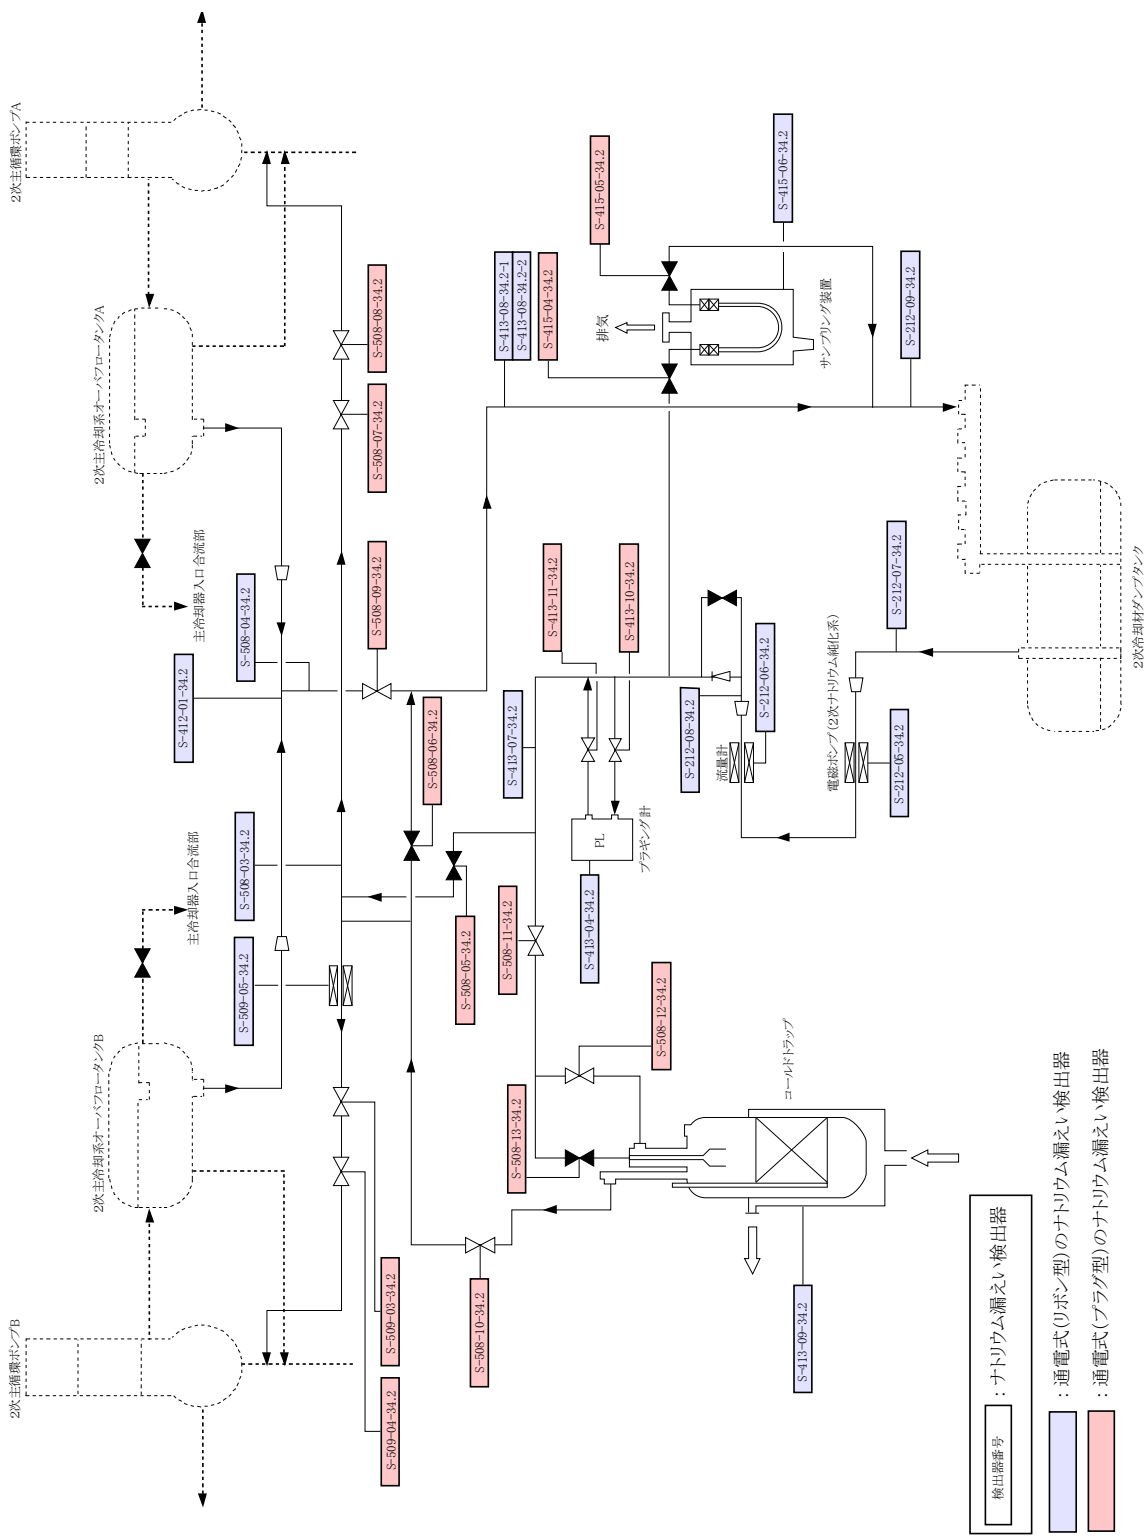 2次主循環ポンプB
2次主冷却系オーバフロータンクB
主冷却器入口合流部
主冷却器入口合流部
2次主冷却系オーバフロータンクA
2次主循環ポンプA
S-509-05-34.2
S-508-03-34.2
S-412-01-34.2
S-508-04-34.2
S-509-04-34.2
S-509-03-34.2
S-508-09-34.2
S-508-07-34.2
S-508-08-34.2
S-508-10-34.2
S-508-05-34.2
S-508-06-34.2
S-508-13-34.2
S-508-11-34.2
S-413-07-34.2
S-413-11-34.2
S-413-08-34.2-1
S-413-08-34.2-2
S-415-04-34.2
S-415-05-34.2
S-413-04-34.2
PL
プラギング計
S-413-10-34.2
排気
S-508-12-34.2
S-212-08-34.2
流量計
S-212-06-34.2
S-415-06-34.2
コールドトラップ
サンプリング装置
S-413-09-34.2
電磁ポンプ(2次ナトリウム純化系)
S-212-05-34.2
S-212-07-34.2
S-212-09-34.2
2次冷却材ダンプタンク
検出器番号
：ナトリウム漏えい検出器
：通電式(リボン型)のナトリウム漏えい検出器
：通電式(プラグ型)のナトリウム漏えい検出器